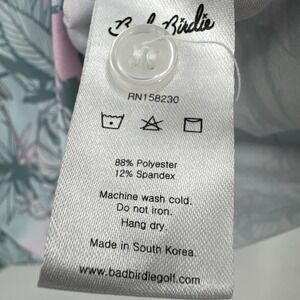 Bad Birdie
RN158230
88% Polyester
12% Spandex
Machine wash cold.
Do not iron.
Hang dry.
Made in South Korea.
www.badbirdiegolf.com